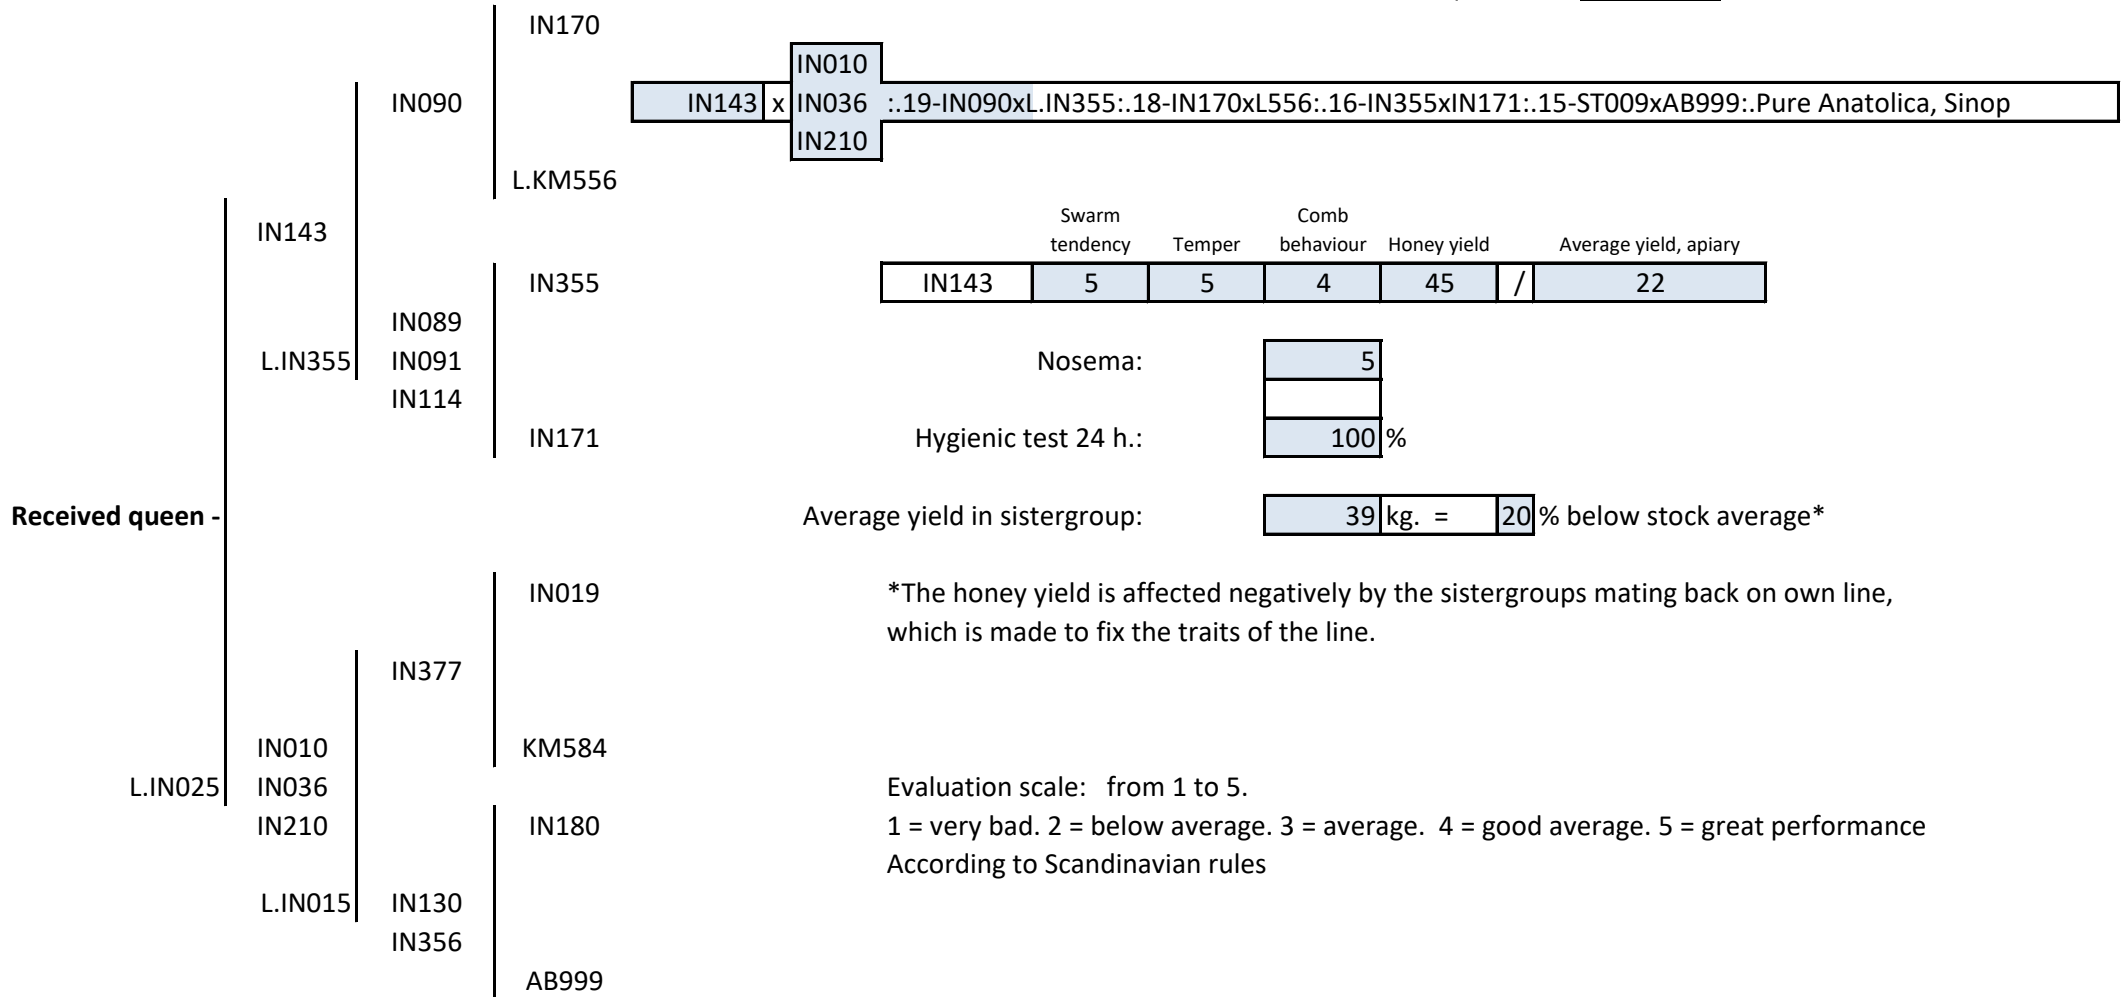 IN170
IN010
IN090
IN143 x IN036 :.19-IN090xL.IN355:.18-IN170xL556:.16-IN355xIN171:.15-ST009xAB999:.Pure Anatolica, Sinop
IN210
L.KM556
Swarm tendency
Temper
Comb behaviour
Honey yield
Average yield, apiary
IN143
IN355
IN143 5 5 4 45 / 22
IN089
L.IN355 IN091
Nosema: 5
IN114
IN171
Hygienic test 24 h.: 100 %
Received queen -
Average yield in sistergroup: 39 kg. = 20 % below stock average*
IN019
*The honey yield is affected negatively by the sistergroups mating back on own line,
which is made to fix the traits of the line.
IN377
IN010
KM584
L.IN025 IN036
Evaluation scale: from 1 to 5.
IN210
IN180
1 = very bad. 2 = below average. 3 = average. 4 = good average. 5 = great performance
According to Scandinavian rules
L.IN015 IN130
IN356
AB999